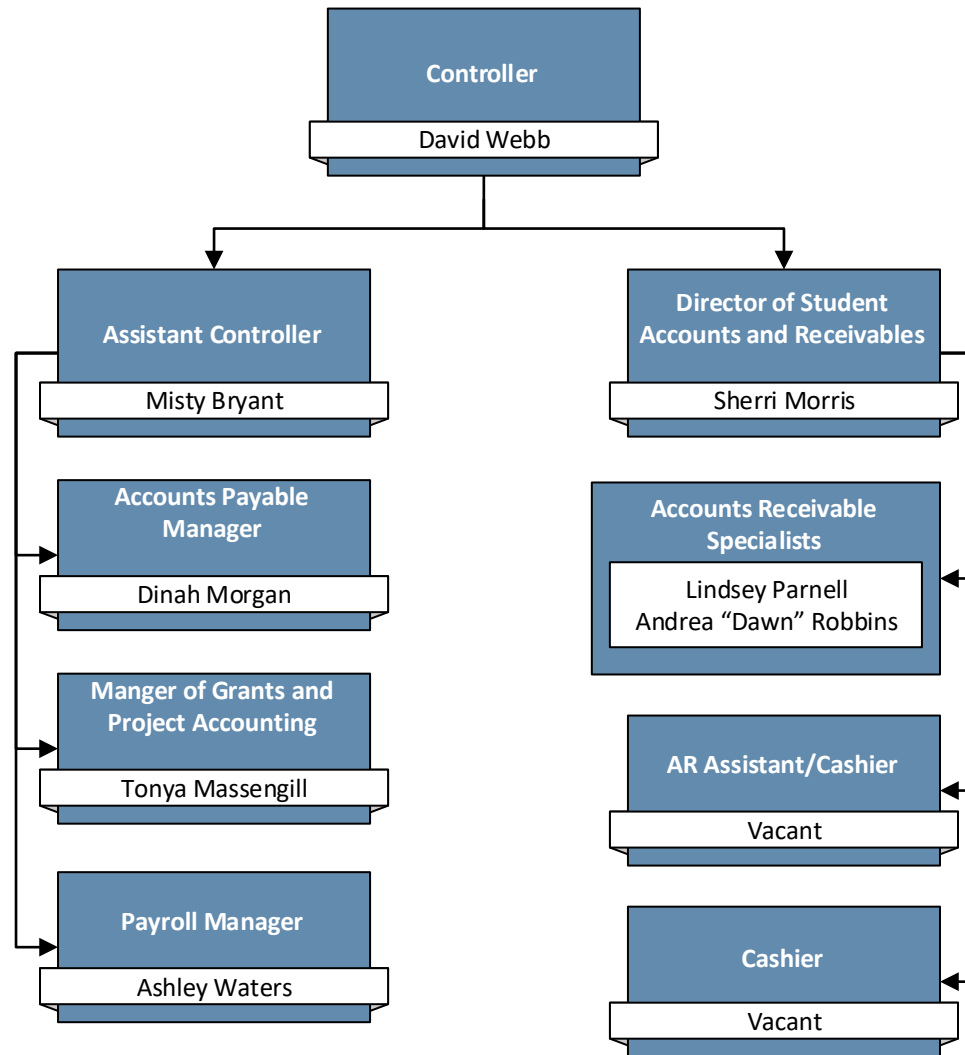 Controller
David Webb
Assistant Controller
Misty Bryant
Director of Student
Accounts and Receivables
Sherri Morris
Accounts Payable
Manager
Dinah Morgan
Manger of Grants and
Project Accounting
Tonya Massengill
Payroll Manager
Ashley Waters
Accounts Receivable
Specialists
Lindsey Parnell
Andrea “Dawn” Robbins
AR Assistant/Cashier
Vacant
Cashier
Vacant